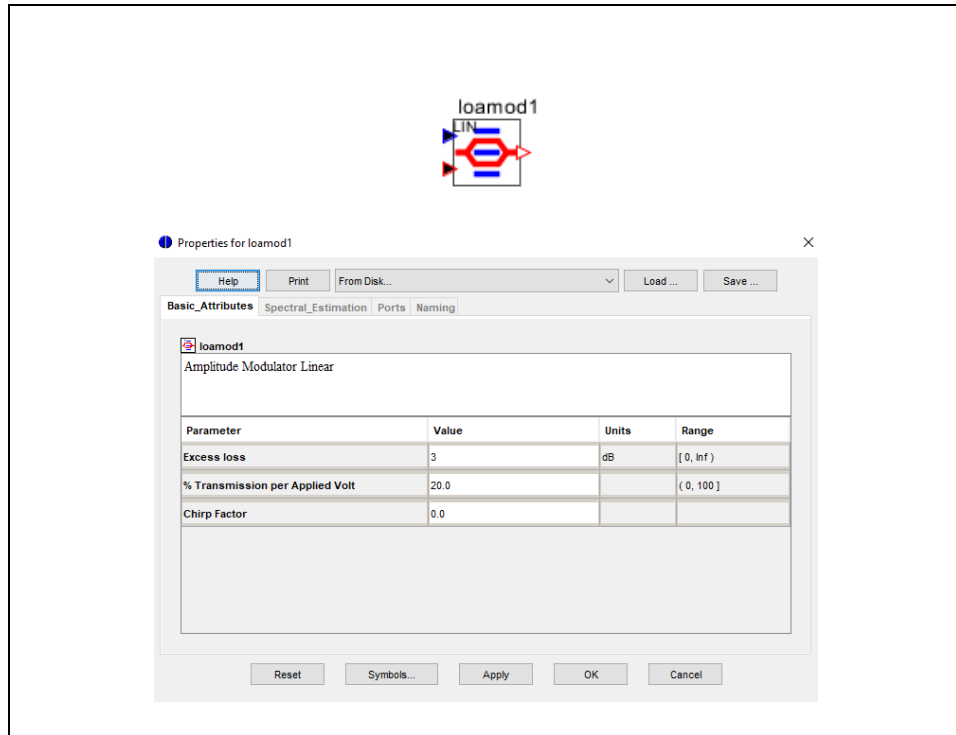 loamod1
LIN
Properties for loamod1
Help Print From Disk... Load ... Save ...
Basic_Attributes Spectral_Estimation Ports Naming
loamod1
Amplitude Modulator Linear
Parameter Value Units Range
Excess loss 3 dB [ 0, Inf )
% Transmission per Applied Volt 20.0 ( 0, 100 ]
Chirp Factor 0.0
Reset Symbols... Apply OK Cancel